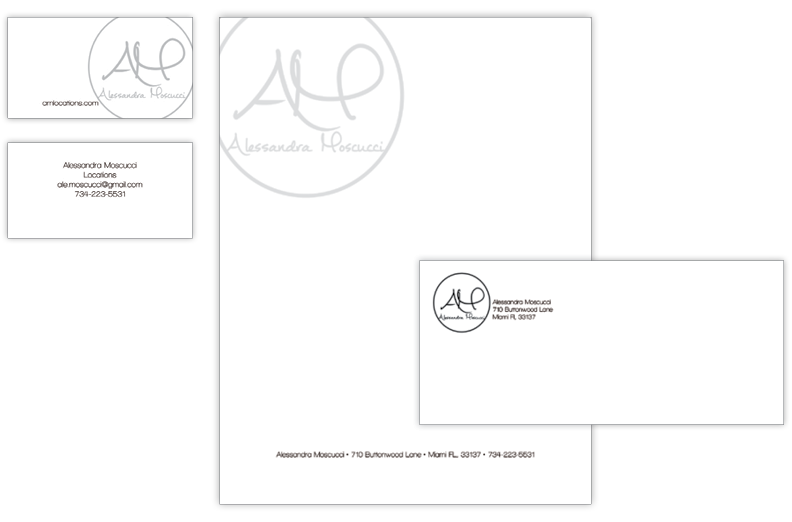 AM
Alessandra Moscucci
amlocations.com
Alessandra Moscucci
Locations
ale.moscucci@gmail.com
734-223-5531
AM
Alessandra Moscucci
AM
Alessandra Moscucci
Alessandra Moscucci
710 Buttonwood Lane
Miami FL 33137
Alessandra Moscucci • 710 Buttonwood Lane • Miami FL. 33137 • 734-223-5531